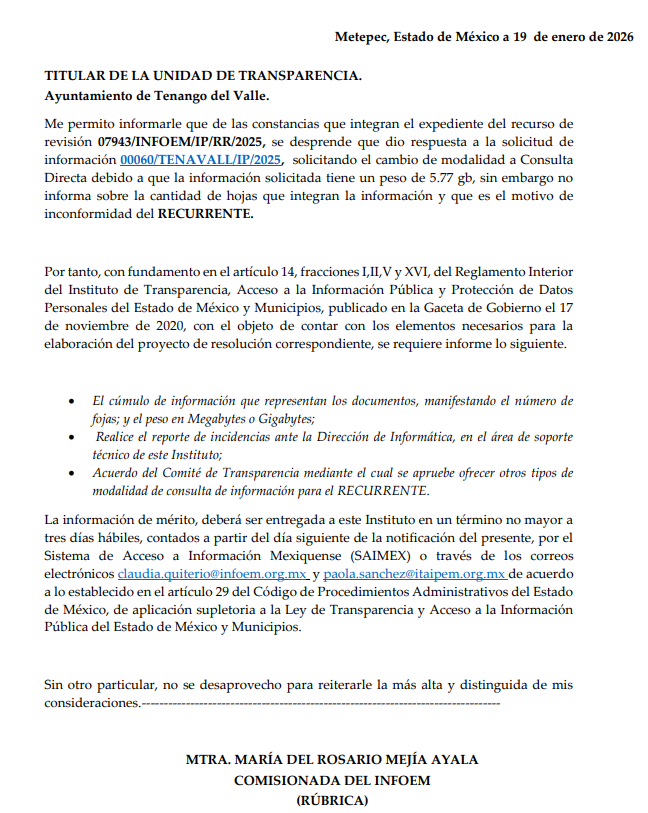 Metepec, Estado de México a 19  de enero de 2026
TITULAR DE LA UNIDAD DE TRANSPARENCIA.
Ayuntamiento de Tenango del Valle.
Me permito informarle que de las constancias que integran el expediente del recurso de
revisión 07943/INFOEM/IP/RR/2025, se desprende que dio respuesta a la solicitud de
información 00060/TENAVALL/IP/2025,  solicitando el cambio de modalidad a Consulta
Directa debido a que la información solicitada tiene un peso de 5.77 gb, sin embargo no
informa sobre la cantidad de hojas que integran la información y que es el motivo de
inconformidad del RECURRENTE.
Por tanto, con fundamento en el artículo 14, fracciones I,II,V y XVI, del Reglamento Interior
del Instituto de Transparencia, Acceso a la Información Pública y Protección de Datos
Personales del Estado de México y Municipios, publicado en la Gaceta de Gobierno el 17
de noviembre de 2020, con el objeto de contar con los elementos necesarios para la
elaboración del proyecto de resolución correspondiente, se requiere informe lo siguiente.
• El cúmulo de información que representan los documentos, manifestando el número de
fojas; y el peso en Megabytes o Gigabytes;
• Realice el reporte de incidencias ante la Dirección de Informática, en el área de soporte
técnico de este Instituto;
• Acuerdo del Comité de Transparencia mediante el cual se apruebe ofrecer otros tipos de
modalidad de consulta de información para el RECURRENTE.
La información de mérito, deberá ser entregada a este Instituto en un término no mayor a
tres días hábiles, contados a partir del día siguiente de la notificación del presente, por el
Sistema de Acceso a Información Mexiquense (SAIMEX) o través de los correos
electrónicos claudia.quiterio@infoem.org.mx y paola.sanchez@itaipem.org.mx de acuerdo
a lo establecido en el artículo 29 del Código de Procedimientos Administrativos del Estado
de México, de aplicación supletoria a la Ley de Transparencia y Acceso a la Información
Pública del Estado de México y Municipios.
Sin otro particular, no se desaprovecho para reiterarle la más alta y distinguida de mis
consideraciones.--------------------------------------------------------------------------------
MTRA. MARÍA DEL ROSARIO MEJÍA AYALA
COMISIONADA DEL INFOEM
(RÚBRICA)